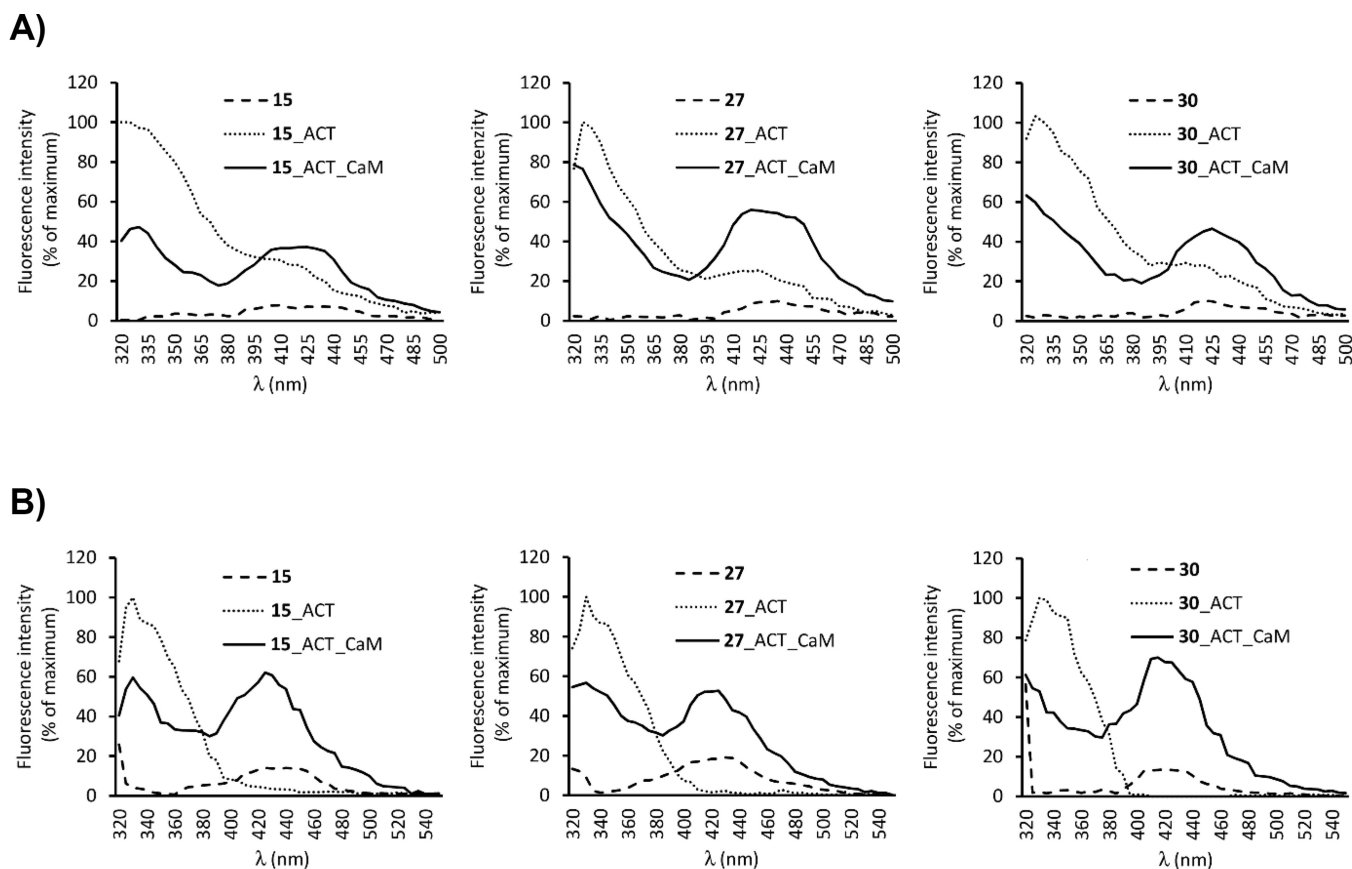 A)
Fluorescence intensity
(% of maximum)
120
100
80
60
40
20
0
15
15_ACT
15_ACT_CaM
320 335 350 365 380 395 410 425 440 455 470 485 500
λ (nm)
Fluorescence intenzity
(% of maximum)
120
100
80
60
40
20
0
27
27_ACT
27_ACT_CaM
320 335 350 365 380 395 410 425 440 455 470 485 500
λ (nm)
Fluorescence intensity
(% of maximum)
120
100
80
60
40
20
0
30
30_ACT
30_ACT_CaM
320 335 350 365 380 395 410 425 440 455 470 485 500
λ (nm)
B)
Fluorescence intensity
(% of maximum)
120
100
80
60
40
20
0
15
15_ACT
15_ACT_CaM
320 340 360 380 400 420 440 460 480 500 520 540
λ (nm)
Fluorescence intensity
(% of maximum)
120
100
80
60
40
20
0
27
27_ACT
27_ACT_CaM
320 340 360 380 400 420 440 460 480 500 520 540
λ (nm)
Fluorescence intensity
(% of maximum)
120
100
80
60
40
20
0
30
30_ACT
30_ACT_CaM
320 340 360 380 400 420 440 460 480 500 520 540
λ (nm)